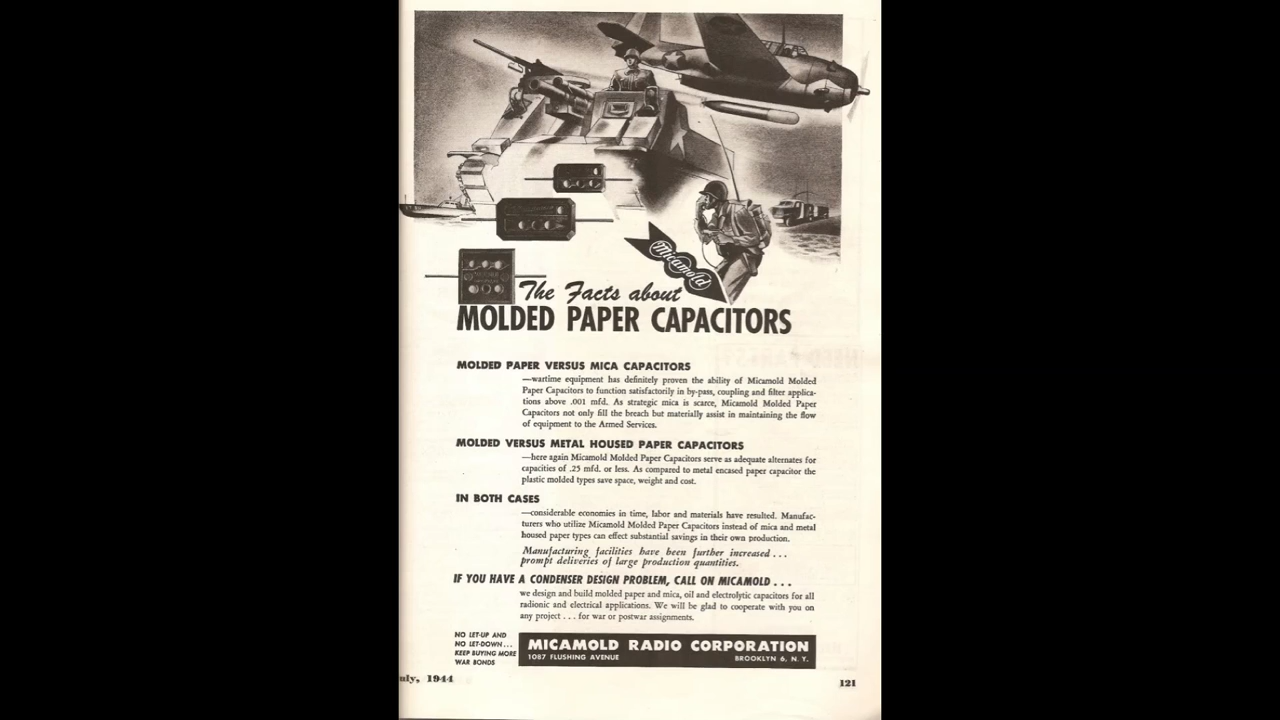 Micamold
The Facts about
MOLDED PAPER CAPACITORS
MOLDED PAPER VERSUS MICA CAPACITORS
—wartime equipment has definitely proven the ability of Micamold Molded
Paper Capacitors to function satisfactorily in by-pass, coupling and filter applica-
tions above .001 mfd. As strategic mica is scarce, Micamold Molded Paper
Capacitors not only fill the breach but materially assist in maintaining the flow
of equipment to the Armed Services.
MOLDED VERSUS METAL HOUSED PAPER CAPACITORS
—here again Micamold Molded Paper Capacitors serve as adequate alternates for
capacities of .25 mfd. or less. As compared to metal encased paper capacitor the
plastic molded types save space, weight and cost.
IN BOTH CASES
—considerable economies in time, labor and materials have resulted. Manufac-
turers who utilize Micamold Molded Paper Capacitors instead of mica and metal
housed paper types can effect substantial savings in their own production.
Manufacturing facilities have been further increased . . .
prompt deliveries of large production quantities.
IF YOU HAVE A CONDENSER DESIGN PROBLEM, CALL ON MICAMOLD . . .
we design and build molded paper and mica, oil and electrolytic capacitors for all
radionic and electrical applications. We will be glad to cooperate with you on
any project . . . for war or postwar assignments.
NO LET-UP AND
NO LET-DOWN . . .
KEEP BUYING MORE
WAR BONDS
MICAMOLD RADIO CORPORATION
1087 FLUSHING AVENUE BROOKLYN 6, N. Y.
uly, 1944
121